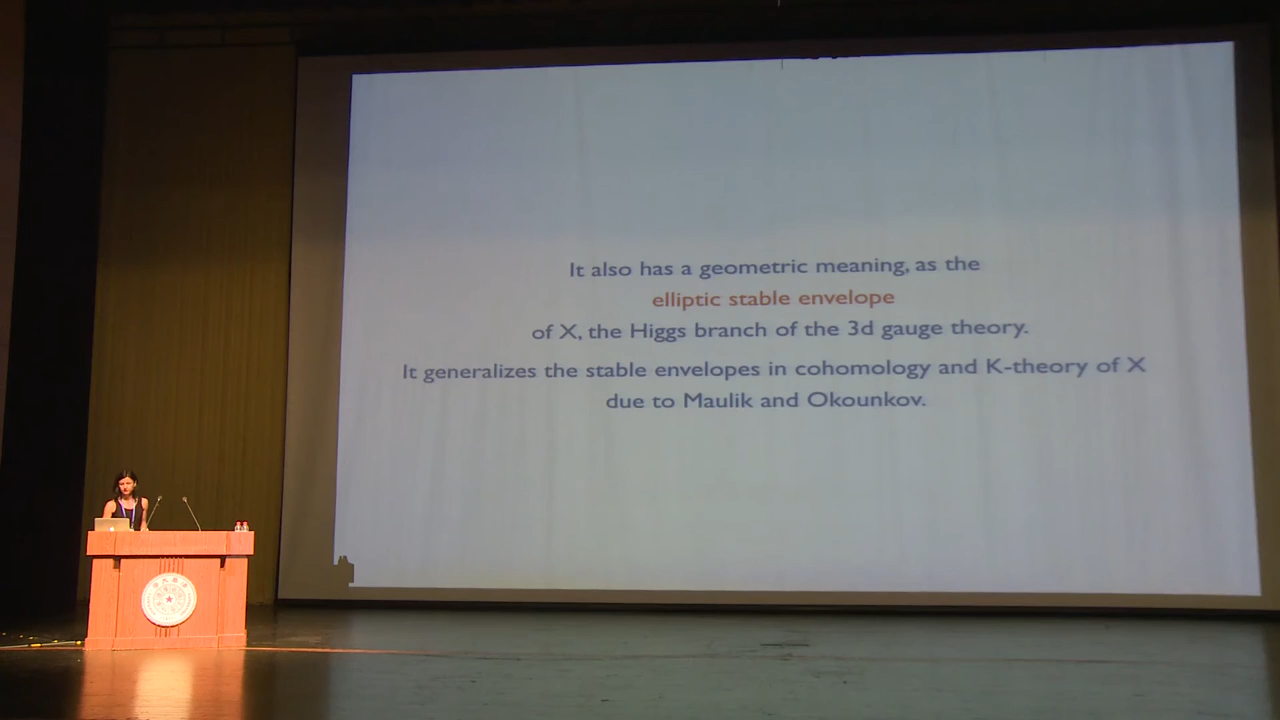 It also has a geometric meaning, as the
elliptic stable envelope
of X, the Higgs branch of the 3d gauge theory.
It generalizes the stable envelopes in cohomology and K-theory of X
due to Maulik and Okounkov.